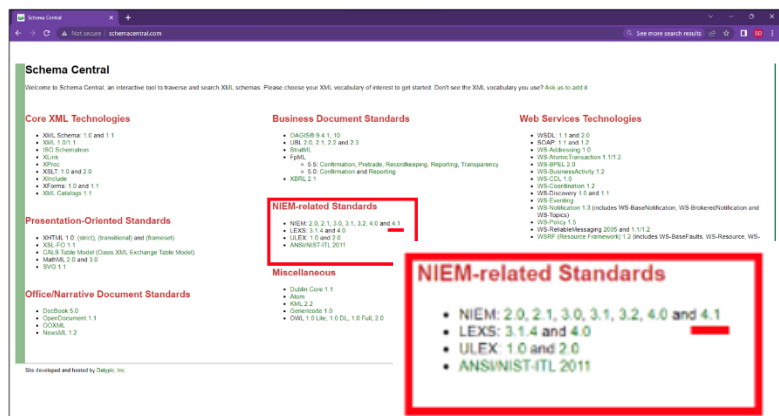 Schema Central
Not secure | schemacentral.com
See more search results
SD
Schema Central
Welcome to Schema Central, an interactive tool to traverse and search XML schemas. Please choose your XML vocabulary of interest to get started. Don't see the XML vocabulary you use? Ask us to add it
Core XML Technologies
XML Schema: 1.0 and 1.1
XML 1.0/1.1
ISO Schematron
XLink
XProc
XSLT: 1.0 and 2.0
XInclude
XForms: 1.0 and 1.1
XML Catalogs 1.1
Presentation-Oriented Standards
XHTML 1.0 (strict), (transitional) and (frameset)
XSL-FO 1.1
CALS Table Model (Oasis XML Exchange Table Model)
MathML 2.0 and 3.0
SVG 1.1
Office/Narrative Document Standards
DocBook 5.0
OpenDocument 1.1
OOXML
NewsML 1.2
Business Document Standards
OAGIS® 9.4.1, 10
UBL 2.0, 2.1, 2.2 and 2.3
StratML
FpML
5.5: Confirmation, Pretrade, Recordkeeping, Reporting, Transparency
5.0: Confirmation and Reporting
XBRL 2.1
NIEM-related Standards
NIEM: 2.0, 2.1, 3.0, 3.1, 3.2, 4.0 and 4.1
LEXS: 3.1.4 and 4.0
ULEX: 1.0 and 2.0
ANSI/NIST-ITL 2011
Miscellaneous
Dublin Core 1.1
Atom
KML 2.2
Genericode 1.0
OWL 1.0 Lite, 1.0 DL, 1.0 Full, 2.0
Web Services Technologies
WSDL: 1.1 and 2.0
SOAP: 1.1 and 1.2
WS-Addressing 1.0
WS-AtomicTransaction 1.1/1.2
WS-BPEL 2.0
WS-BusinessActivity 1.2
WS-CDL 1.0
WS-Coordination 1.2
WS-Discovery 1.0 and 1.1
WS-Eventing
WS-Notification 1.3 (includes WS-BaseNotification, WS-BrokeredNotification and
WS-Topics)
WS-Policy 1.5
WS-ReliableMessaging 2005 and 1.1/1.2
WSRF (Resource Framework) 1.2 (includes WS-BaseFaults, WS-Resource, WS-
NIEM-related Standards
NIEM: 2.0, 2.1, 3.0, 3.1, 3.2, 4.0 and 4.1
LEXS: 3.1.4 and 4.0
ULEX: 1.0 and 2.0
ANSI/NIST-ITL 2011
Site developed and hosted by Datypic, Inc.